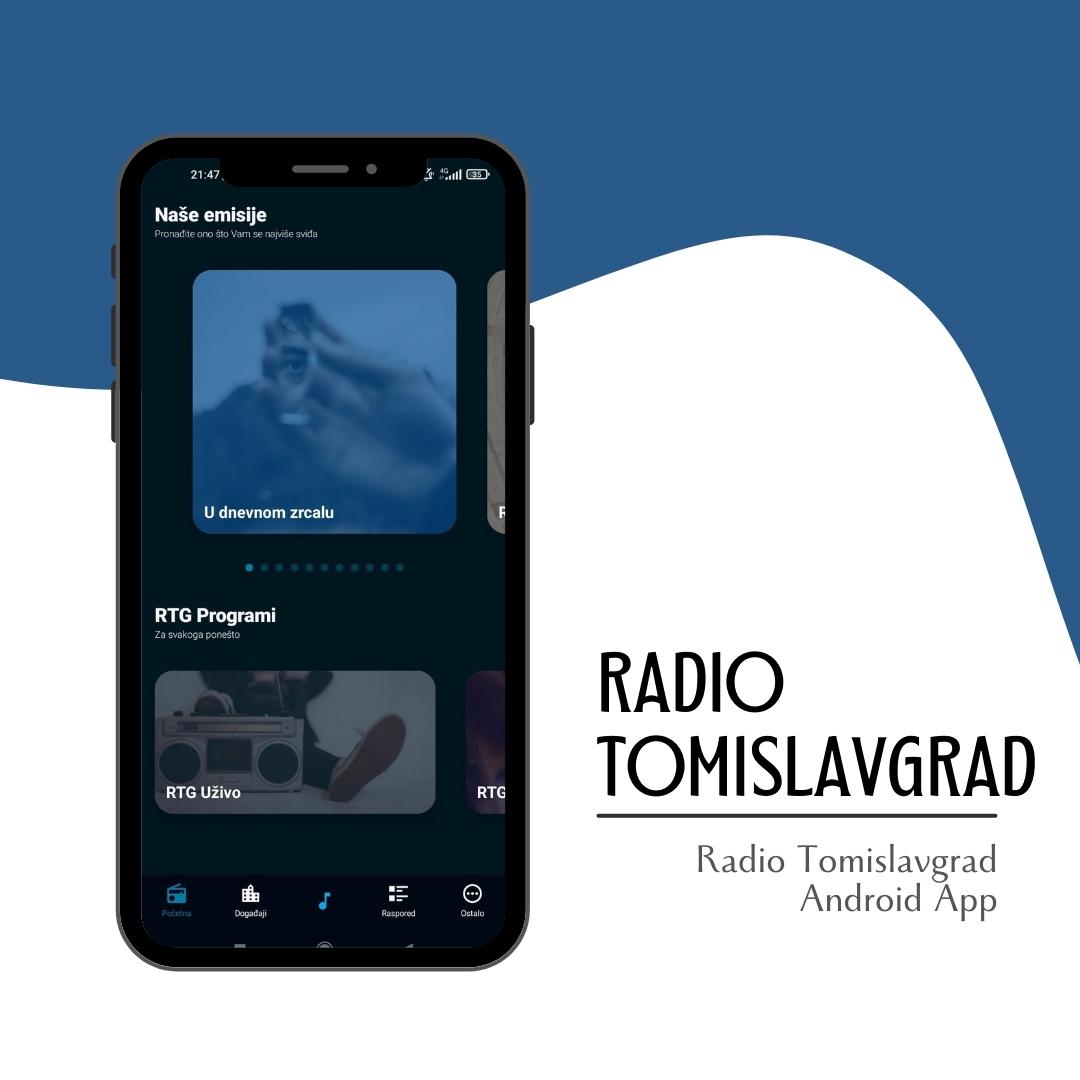 21:47
4G
35
Naše emisije
Pronađite ono što Vam se najviše sviđa
U dnevnom zrcalu
R
RTG Programi
Za svakoga ponešto
RTG Uživo
RTG
Početna
Događaji
Raspored
Ostalo
RADIO
TOMISLAVGRAD
Radio Tomislavgrad
Android App